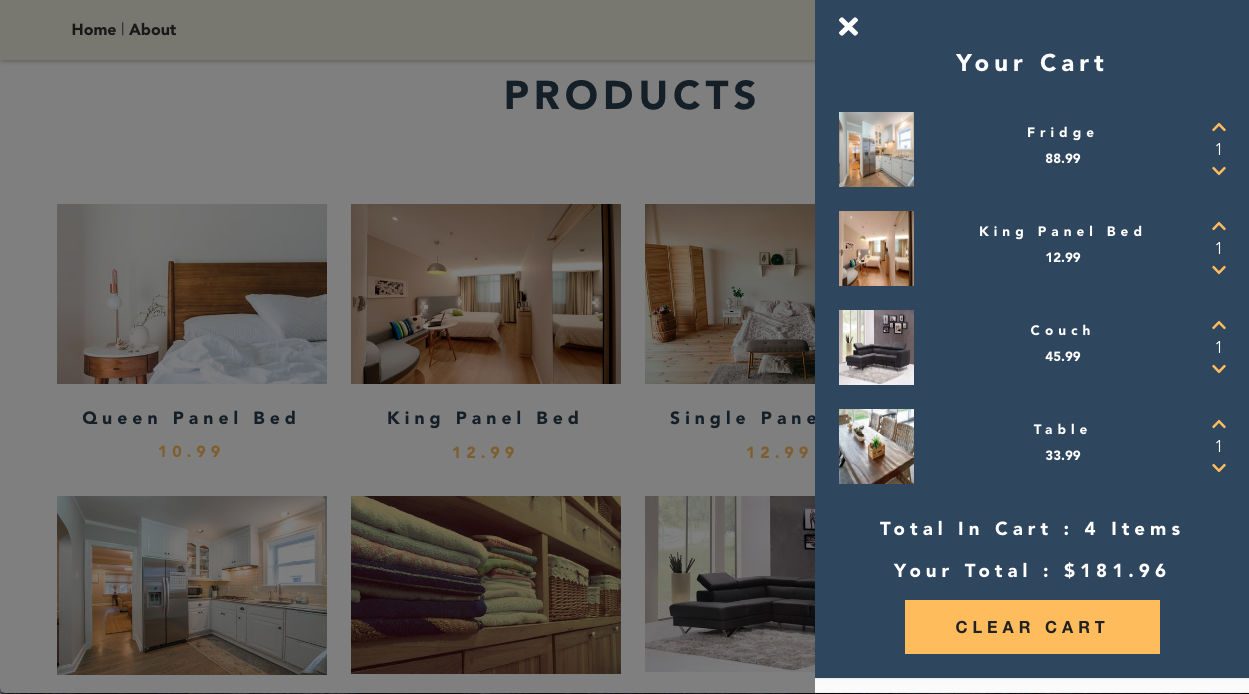 Home | About
PRODUCTS
Queen Panel Bed
10.99
King Panel Bed
12.99
Single Pane
12.99
Your Cart
Fridge
88.99
1
King Panel Bed
12.99
1
Couch
45.99
1
Table
33.99
1
Total In Cart : 4 Items
Your Total : $181.96
CLEAR CART